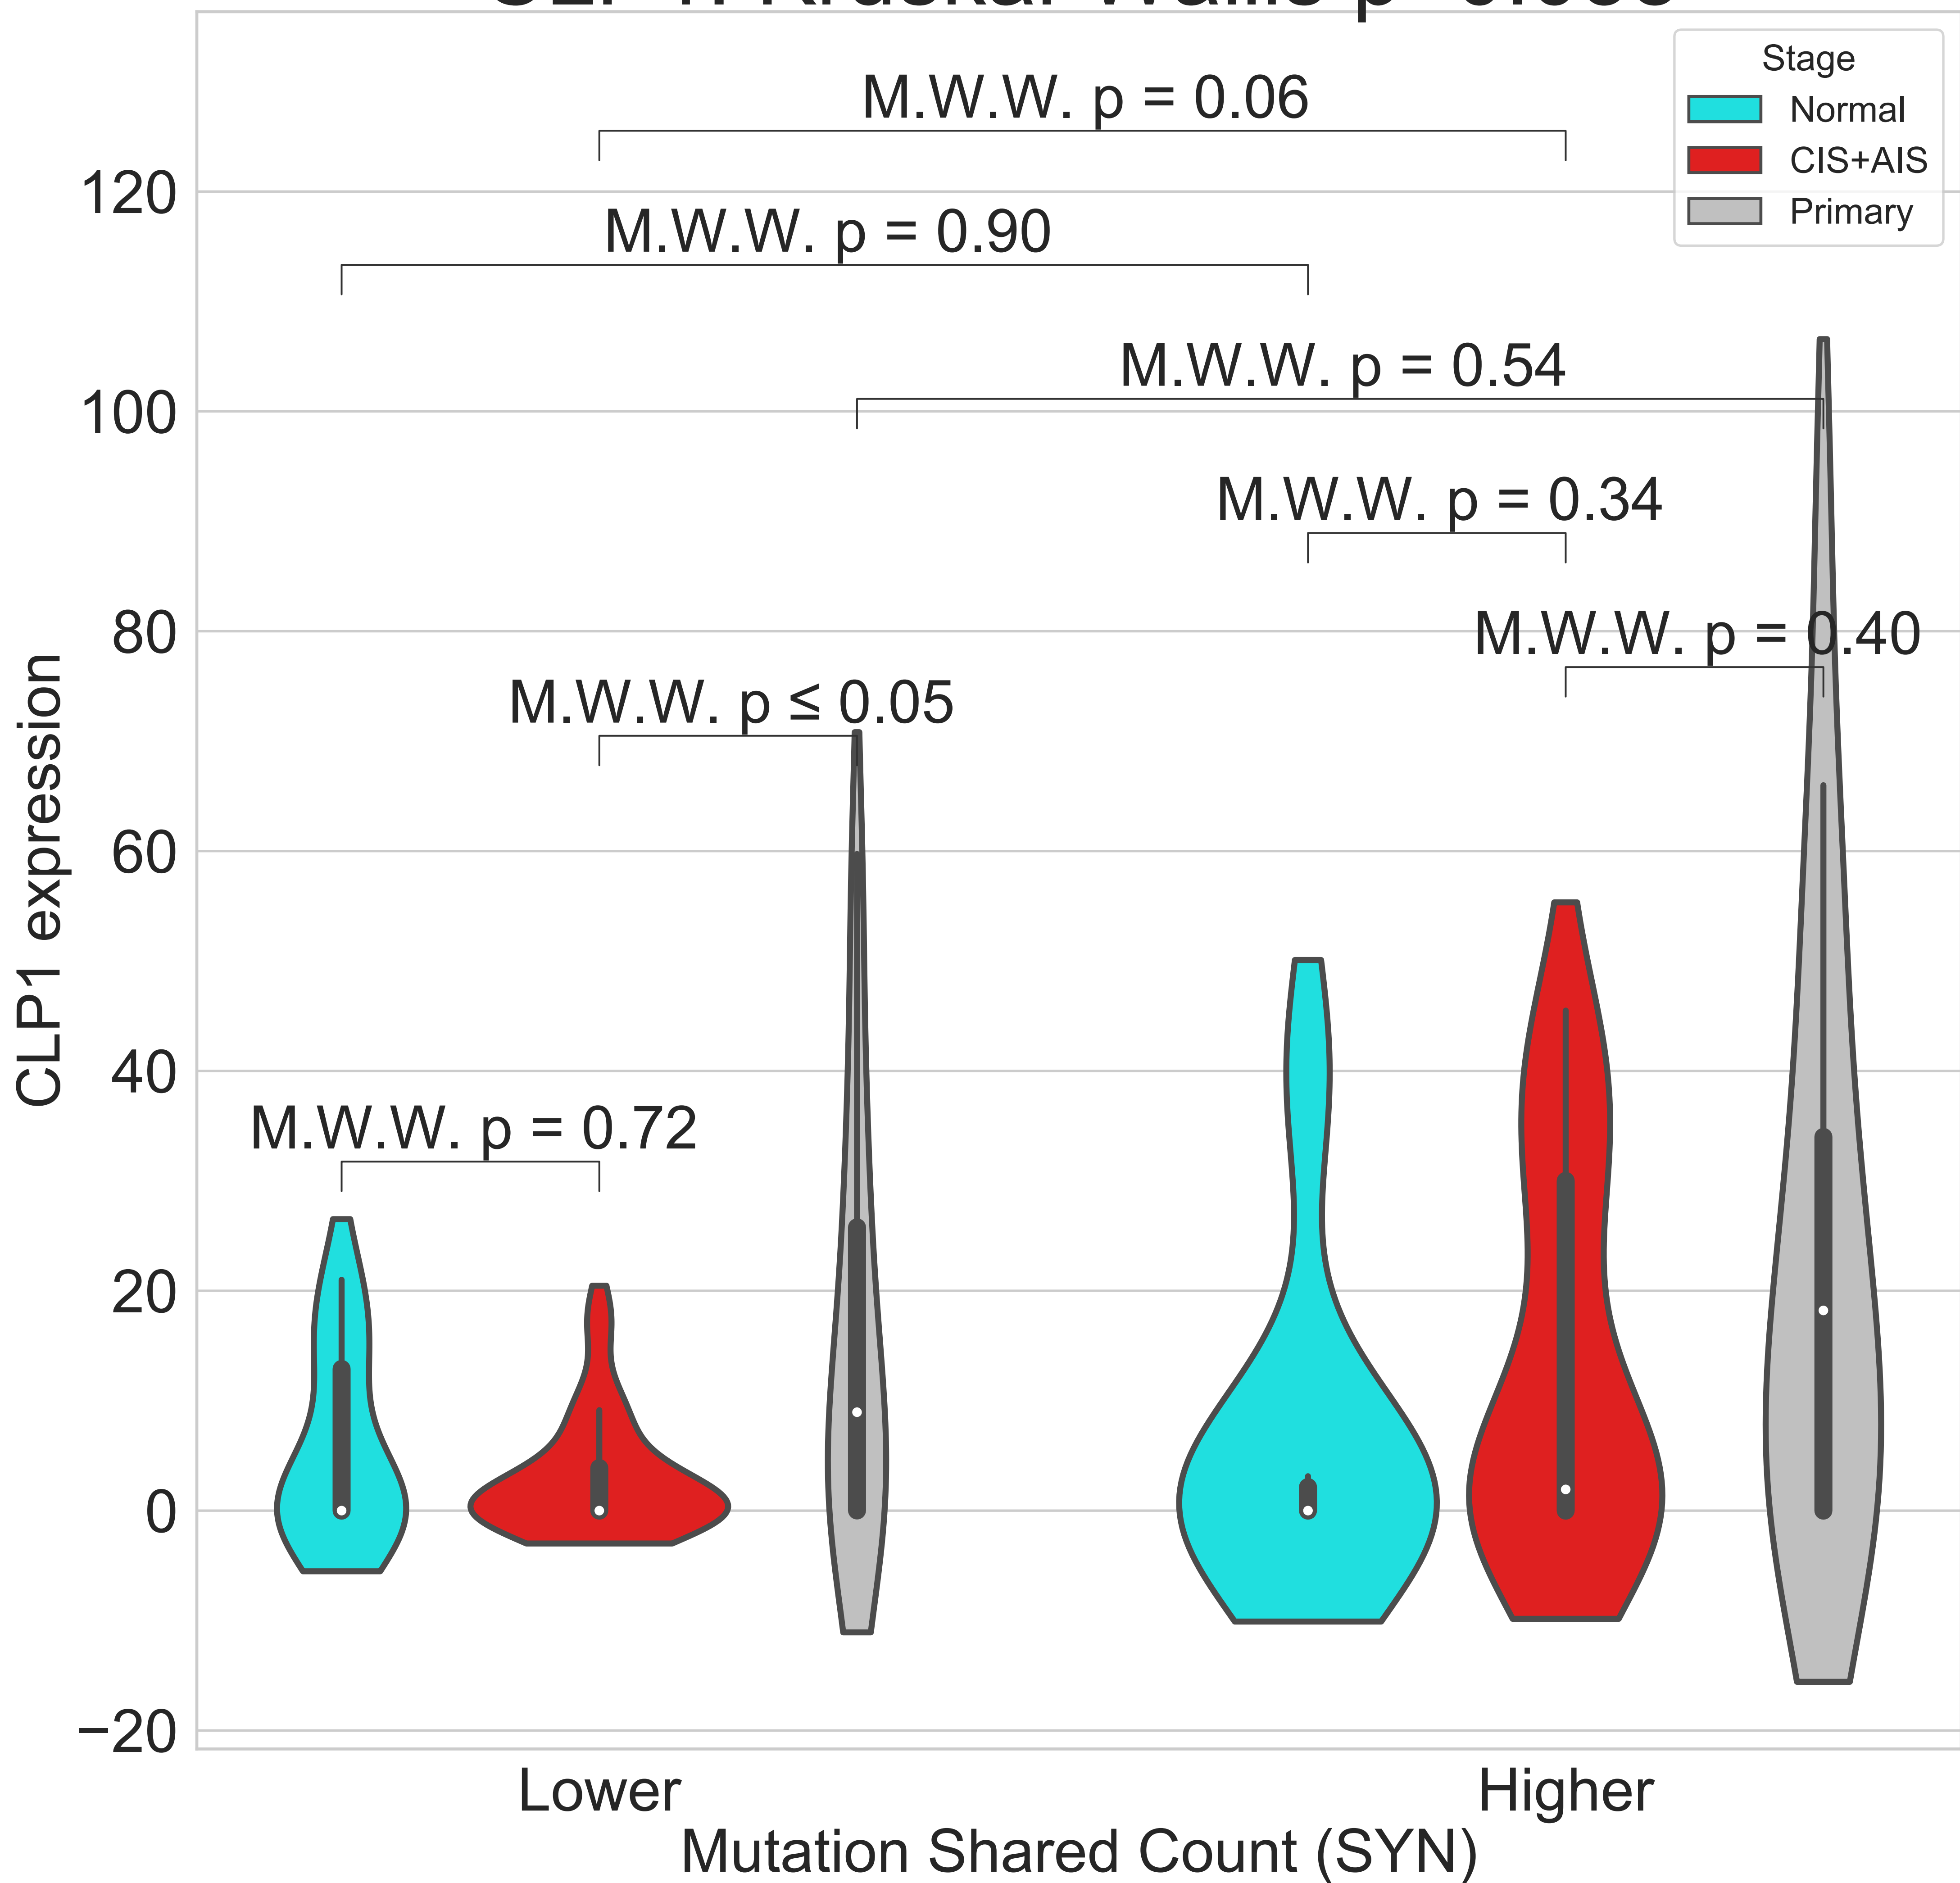 Stage
Normal
CIS+AIS
Primary
M.W.W. p = 0.06
M.W.W. p = 0.90
M.W.W. p = 0.54
M.W.W. p = 0.34
M.W.W. p = 0.40
M.W.W. p ≤ 0.05
M.W.W. p = 0.72
120
100
80
60
40
20
0
−20
CLP1 expression
Lower
Higher
Mutation Shared Count (SYN)